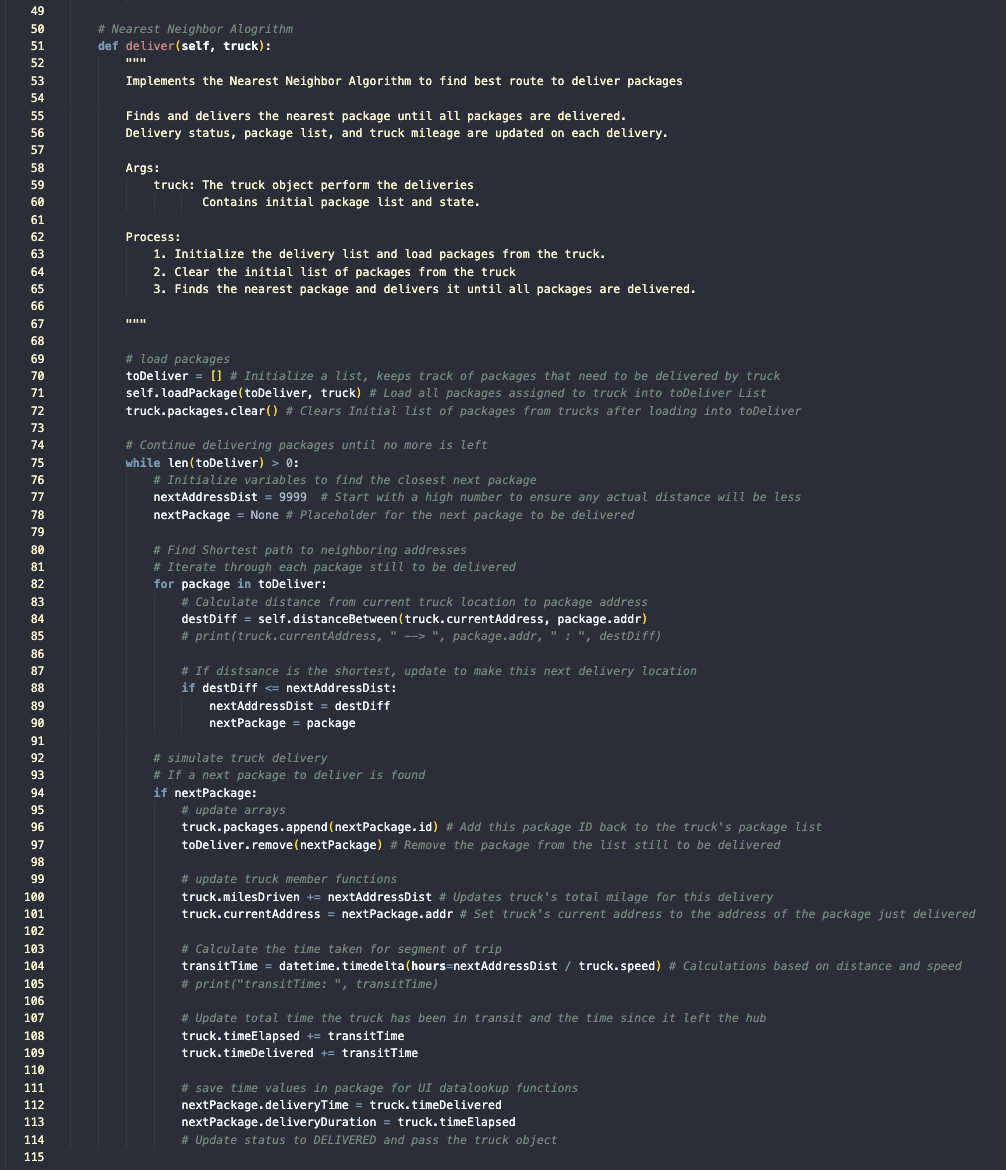 49
50 # Nearest Neighbor Alogrithm
51 def deliver(self, truck):
52 """
53 Implements the Nearest Neighbor Algorithm to find best route to deliver packages
54
55 Finds and delivers the nearest package until all packages are delivered.
56 Delivery status, package list, and truck mileage are updated on each delivery.
57
58 Args:
59 truck: The truck object perform the deliveries
60 Contains initial package list and state.
61
62 Process:
63 1. Initialize the delivery list and load packages from the truck.
64 2. Clear the initial list of packages from the truck
65 3. Finds the nearest package and delivers it until all packages are delivered.
66
67 """
68
69 # load packages
70 toDeliver = [] # Initialize a list, keeps track of packages that need to be delivered by truck
71 self.loadPackage(toDeliver, truck) # Load all packages assigned to truck into toDeliver List
72 truck.packages.clear() # Clears Initial list of packages from trucks after loading into toDeliver
73
74 # Continue delivering packages until no more is left
75 while len(toDeliver) > 0:
76 # Initialize variables to find the closest next package
77 nextAddressDist = 9999 # Start with a high number to ensure any actual distance will be less
78 nextPackage = None # Placeholder for the next package to be delivered
79
80 # Find Shortest path to neighboring addresses
81 # Iterate through each package still to be delivered
82 for package in toDeliver:
83 # Calculate distance from current truck location to package address
84 destDiff = self.distanceBetween(truck.currentAddress, package.addr)
85 # print(truck.currentAddress, " --> ", package.addr, " : ", destDiff)
86
87 # If distsance is the shortest, update to make this next delivery location
88 if destDiff <= nextAddressDist:
89 nextAddressDist = destDiff
90 nextPackage = package
91
92 # simulate truck delivery
93 # If a next package to deliver is found
94 if nextPackage:
95 # update arrays
96 truck.packages.append(nextPackage.id) # Add this package ID back to the truck's package list
97 toDeliver.remove(nextPackage) # Remove the package from the list still to be delivered
98
99 # update truck member functions
100 truck.milesDriven += nextAddressDist # Updates truck's total milage for this delivery
101 truck.currentAddress = nextPackage.addr # Set truck's current address to the address of the package just delivered
102
103 # Calculate the time taken for segment of trip
104 transitTime = datetime.timedelta(hours=nextAddressDist / truck.speed) # Calculations based on distance and speed
105 # print("transitTime: ", transitTime)
106
107 # Update total time the truck has been in transit and the time since it left the hub
108 truck.timeElapsed += transitTime
109 truck.timeDelivered += transitTime
110
111 # save time values in package for UI datalookup functions
112 nextPackage.deliveryTime = truck.timeDelivered
113 nextPackage.deliveryDuration = truck.timeElapsed
114 # Update status to DELIVERED and pass the truck object
115